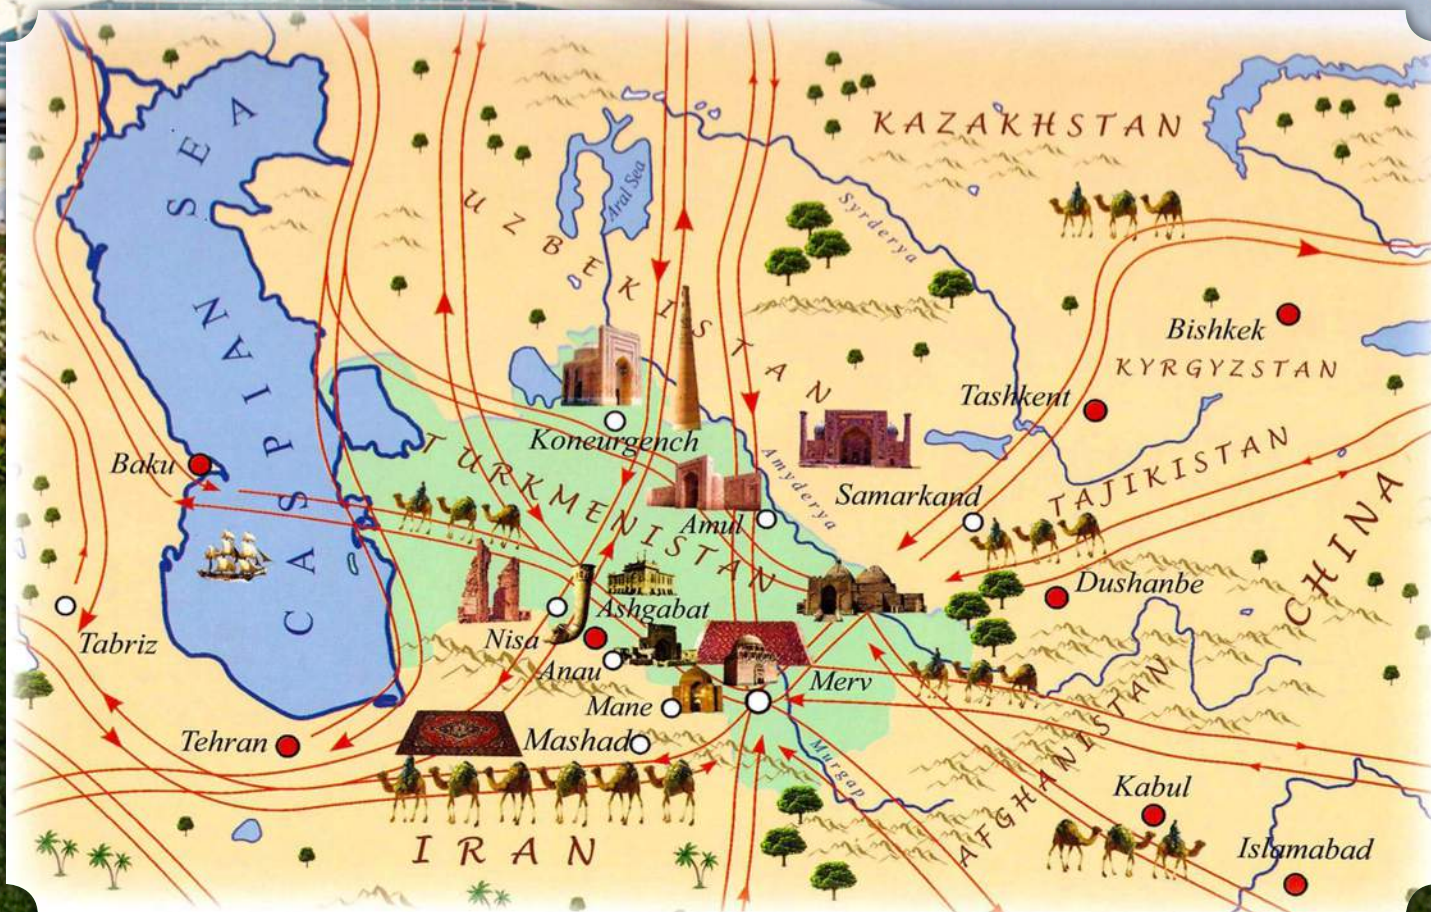 CASPIAN SEA
KAZAKHSTAN
Aral Sea
UZBEKISTAN
Syrderya
Bishkek
KYRGYZSTAN
Tashkent
Koneurgench
TURKMENISTAN
Amyderya
Baku
Samarkand
TAJIKISTAN
CHINA
Amul
Ashgabat
Dushanbe
Nisa
Tabriz
Anau
Merv
Mane
Tehran
Mashad
Murgap
AFGHANISTAN
Kabul
IRAN
Islamabad